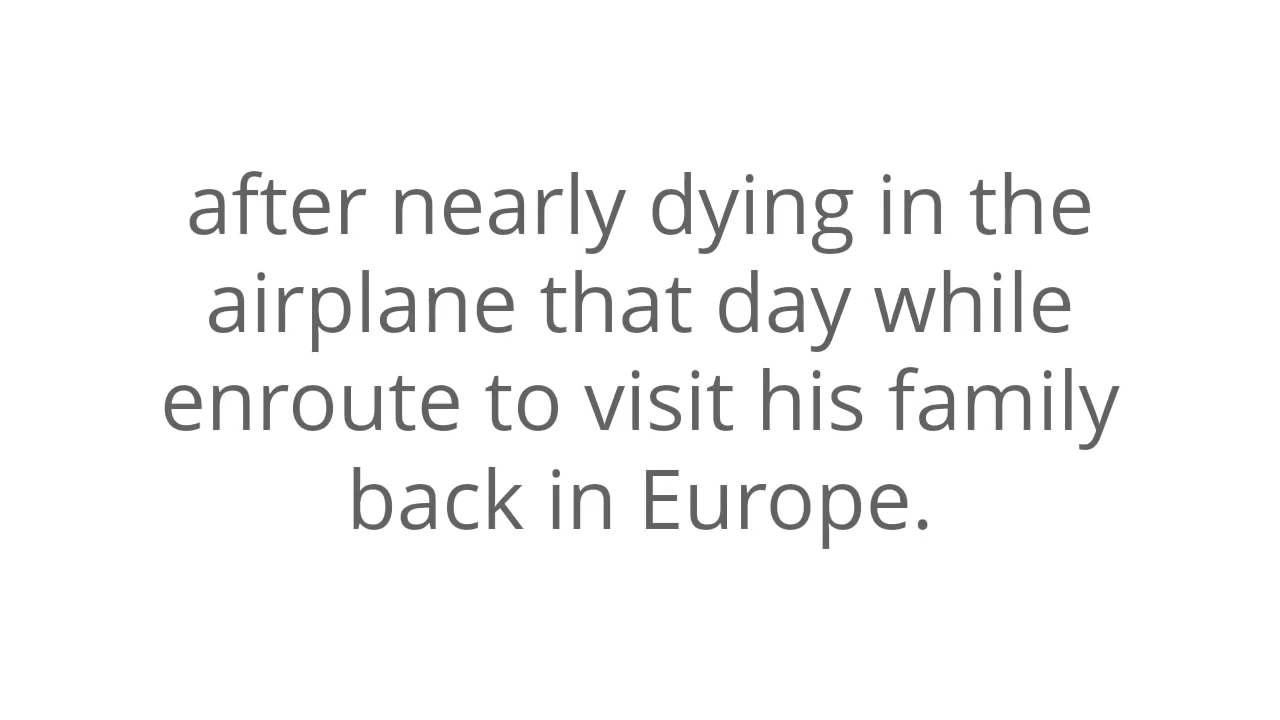 after nearly dying in the
airplane that day while
enroute to visit his family
back in Europe.